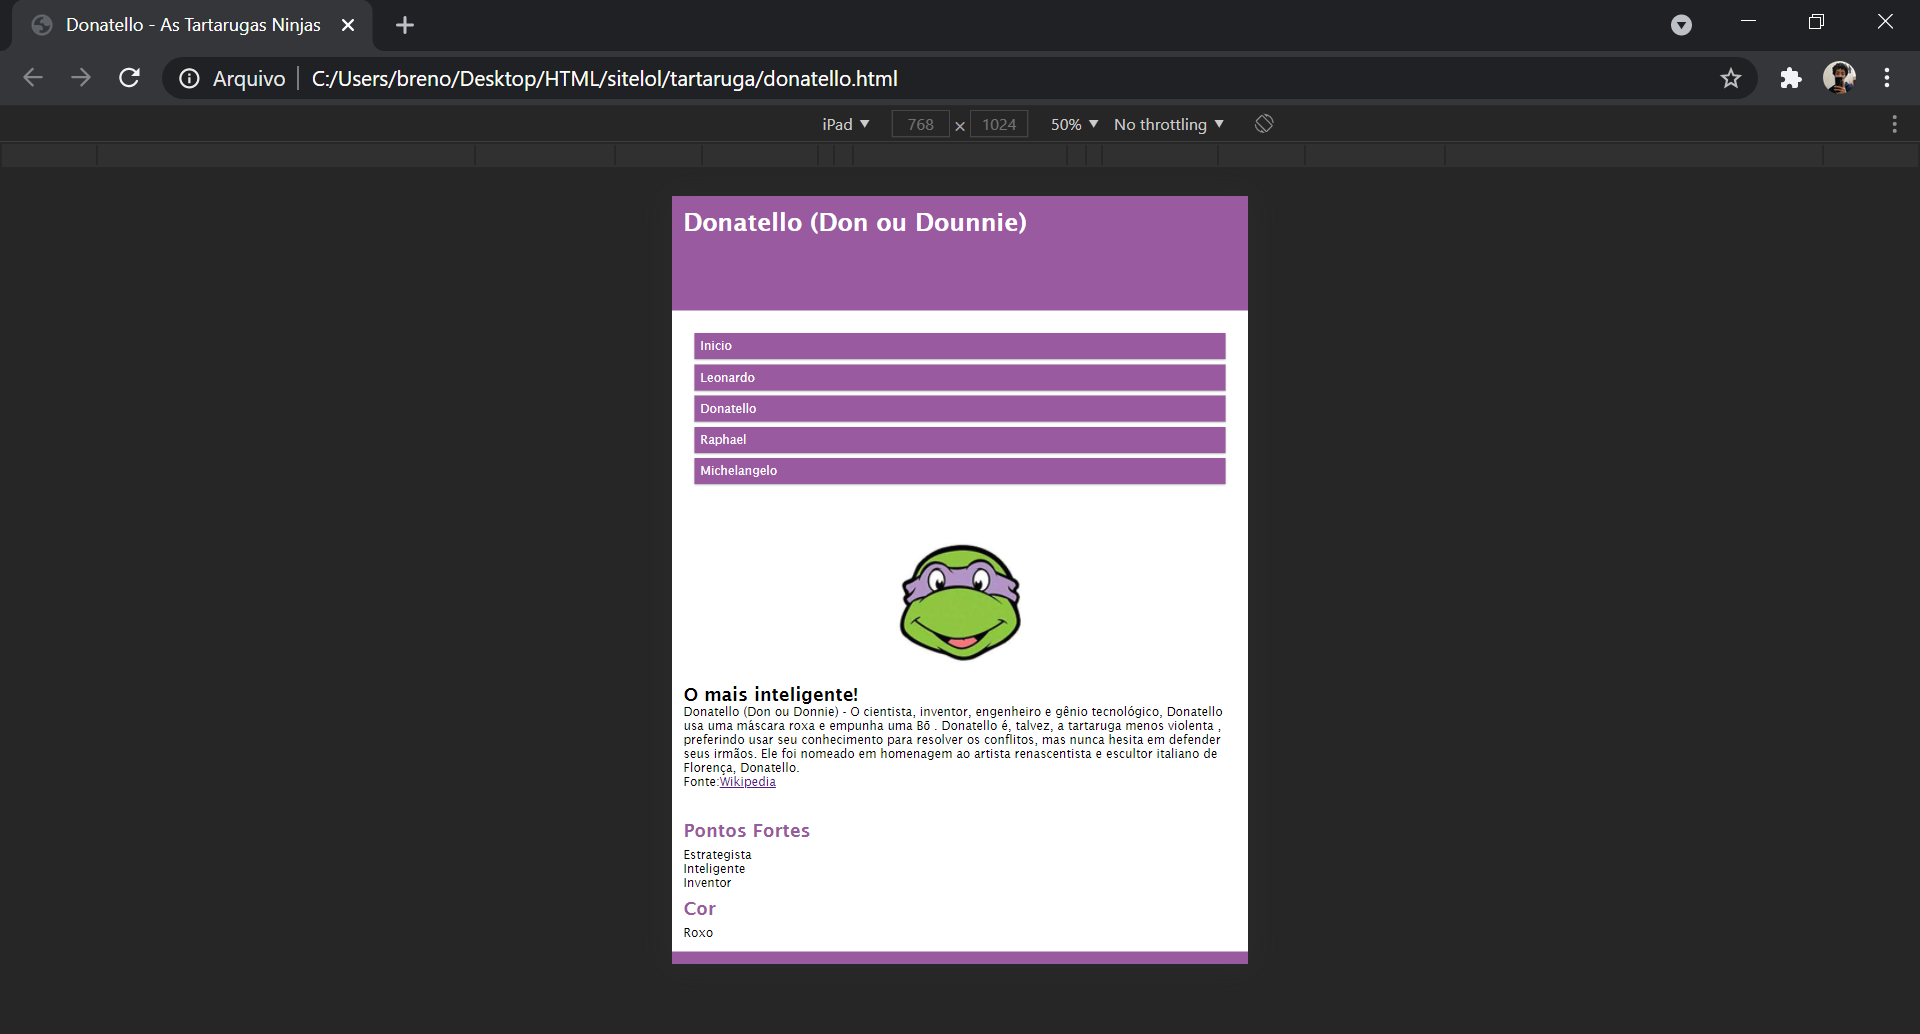 Donatello - As Tartarugas Ninjas
Arquivo | C:/Users/breno/Desktop/HTML/sitelol/tartaruga/donatello.html
iPad ▼ 768 × 1024 50% ▼ No throttling ▼
Donatello (Don ou Dounnie)
Inicio
Leonardo
Donatello
Raphael
Michelangelo
O mais inteligente!
Donatello (Don ou Donnie) - O cientista, inventor, engenheiro e gênio tecnológico, Donatello
usa uma máscara roxa e empunha uma Bō . Donatello é, talvez, a tartaruga menos violenta ,
preferindo usar seu conhecimento para resolver os conflitos, mas nunca hesita em defender
seus irmãos. Ele foi nomeado em homenagem ao artista renascentista e escultor italiano de
Florença, Donatello.
Fonte:Wikipedia
Pontos Fortes
Estrategista
Inteligente
Inventor
Cor
Roxo